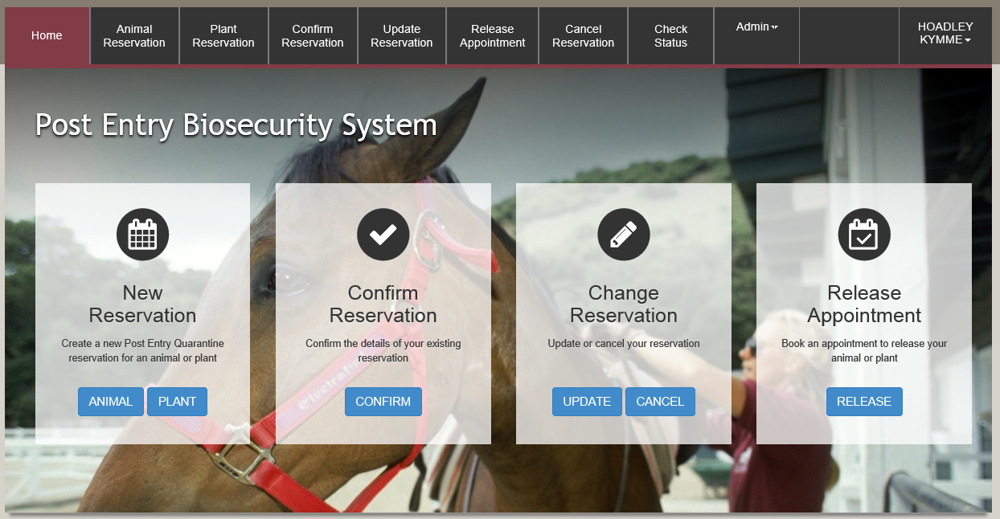 Home
Animal
Reservation
Plant
Reservation
Confirm
Reservation
Update
Reservation
Release
Appointment
Cancel
Reservation
Check
Status
Admin
HOADLEY
KYMME
Post Entry Biosecurity System
New
Reservation
Create a new Post Entry Quarantine
reservation for an animal or plant
ANIMAL PLANT
Confirm
Reservation
Confirm the details of your existing
reservation
CONFIRM
Change
Reservation
Update or cancel your reservation
UPDATE CANCEL
Release
Appointment
Book an appointment to release your
animal or plant
RELEASE